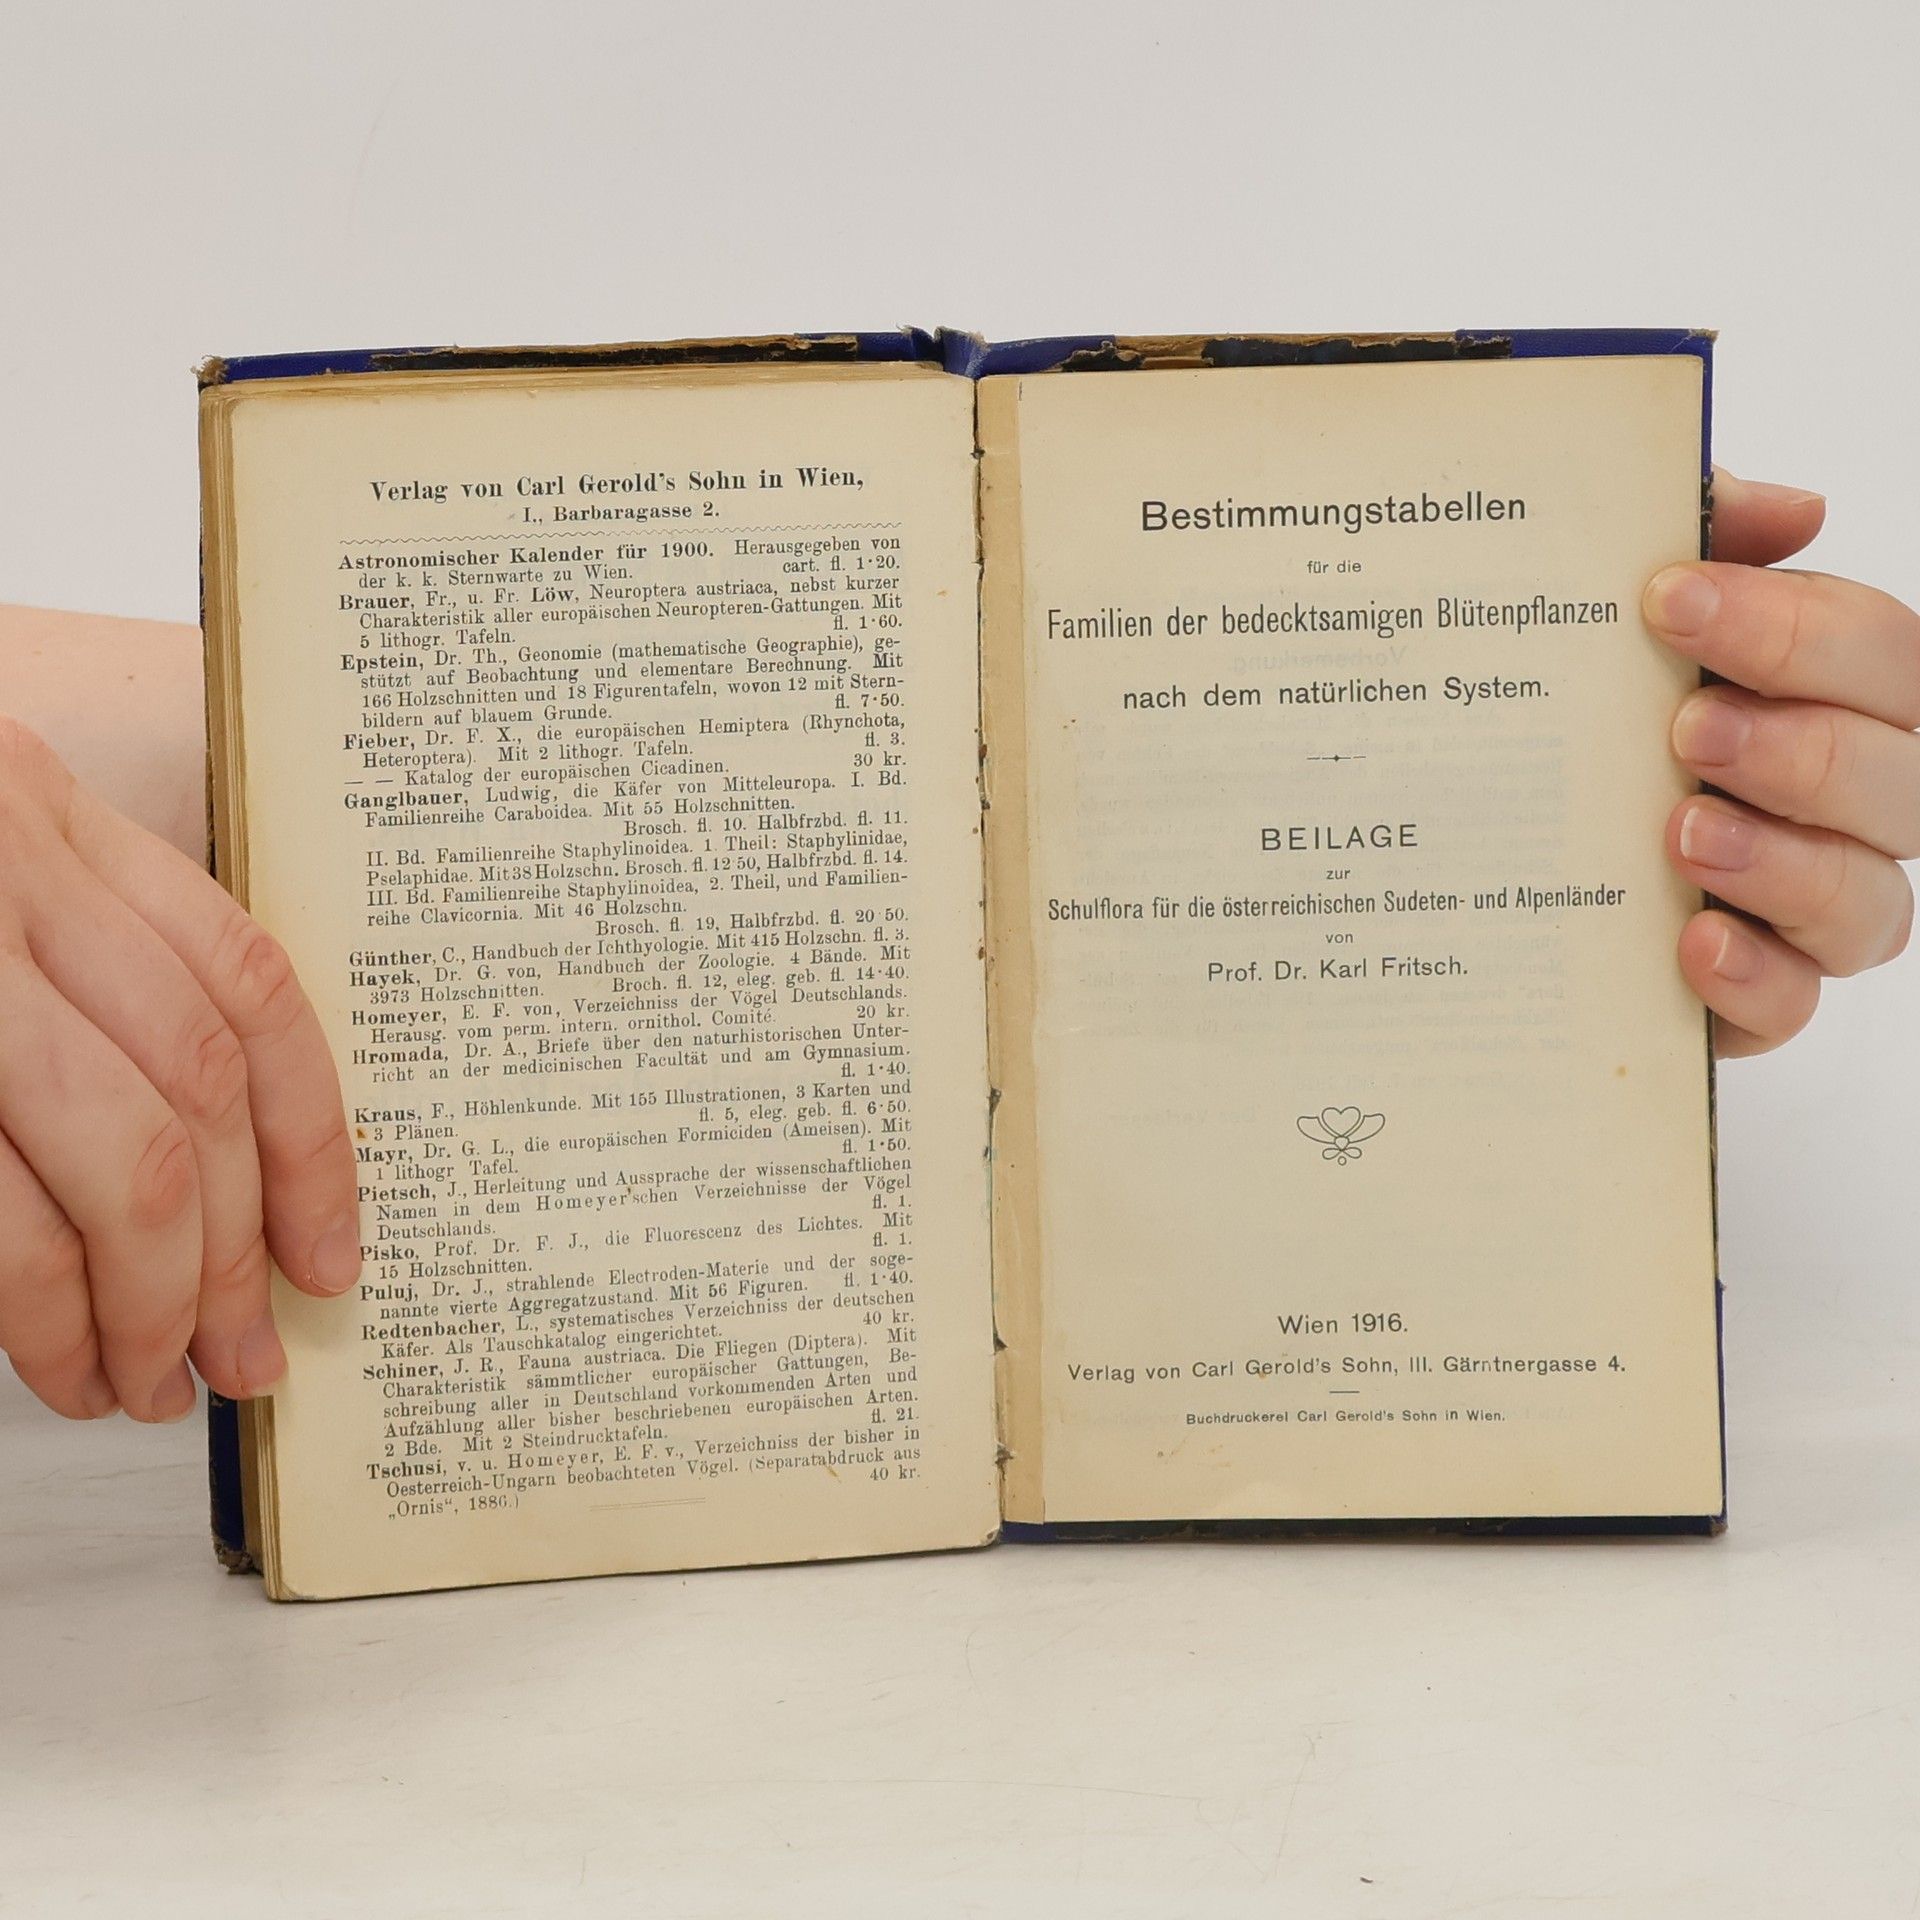 Verlag von Carl Gerold's Sohn in Wien,
I., Barbaragasse 2.
Astronomischer Kalender für 1900. Herausgegeben von
der k. k. Sternwarte zu Wien. cart. fl. 1·20.
Brauer, Fr., u. Fr. Löw, Neuroptera austriaca, nebst kurzer
Charakteristik aller europäischen Neuropteren-Gattungen. Mit
5 lithogr. Tafeln. fl. 1·60.
Epstein, Dr. Th., Geonomie (mathematische Geographie), ge-
stützt auf Beobachtung und elementare Berechnung. Mit
166 Holzschnitten und 18 Figurentafeln, wovon 12 mit Stern-
bildern auf blauem Grunde. fl. 7·50.
Fieber, Dr. F. X., die europäischen Hemiptera (Rhynchota,
Heteroptera). Mit 2 lithogr. Tafeln. fl. 3.
— — Katalog der europäischen Cicadinen. 30 kr.
Ganglbauer, Ludwig, die Käfer von Mitteleuropa. I. Bd.
Familienreihe Caraboidea. Mit 55 Holzschnitten.
Brosch. fl. 10. Halbfrzbd. fl. 11.
II. Bd. Familienreihe Staphylinoidea. 1. Theil: Staphylinidae,
Pselaphidae. Mit 38 Holzschn. Brosch. fl. 12·50, Halbfrzbd. fl. 14.
III. Bd. Familienreihe Staphylinoidea, 2. Theil, und Familien-
reihe Clavicornia. Mit 46 Holzschn.
Brosch. fl. 19, Halbfrzbd. fl. 20·50.
Günther, C., Handbuch der Ichthyologie. Mit 415 Holzschn. fl. 3.
Hayek, Dr. G. von, Handbuch der Zoologie. 4 Bände. Mit
3973 Holzschnitten. Broch. fl. 12, eleg. geb. fl. 14·40.
Homeyer, E. F. von, Verzeichniss der Vögel Deutschlands.
Herausg. vom perm. intern. ornithol. Comité. 20 kr.
Hromada, Dr. A., Briefe über den naturhistorischen Unter-
richt an der medicinischen Facultät und am Gymnasium.
fl. 1·40.
Kraus, F., Höhlenkunde. Mit 155 Illustrationen, 3 Karten und
3 Plänen. fl. 5, eleg. geb. fl. 6·50.
Mayr, Dr. G. L., die europäischen Formiciden (Ameisen). Mit
1 lithogr Tafel. fl. 1·50.
Pietsch, J., Herleitung und Aussprache der wissenschaftlichen
Namen in dem Homeyer'schen Verzeichnisse der Vögel
Deutschlands. fl. 1.
Pisko, Prof. Dr. F. J., die Fluorescenz des Lichtes. Mit
15 Holzschnitten. fl. 1.
Puluj, Dr. J., strahlende Electroden-Materie und der soge-
nannte vierte Aggregatzustand. Mit 56 Figuren. fl. 1·40.
Redtenbacher, L., systematisches Verzeichniss der deutschen
Käfer. Als Tauschkatalog eingerichtet. 40 kr.
Schiner, J. R., Fauna austriaca. Die Fliegen (Diptera). Mit
Charakteristik sämmtlicher europäischer Gattungen, Be-
schreibung aller in Deutschland vorkommenden Arten und
Aufzählung aller bisher beschriebenen europäischen Arten.
2 Bde. Mit 2 Steindrucktafeln. fl. 21.
Tschusi, v. u. Homeyer, E. F. v., Verzeichniss der bisher in
Oesterreich-Ungarn beobachteten Vögel. (Separatabdruck aus
„Ornis“, 1886.) 40 kr.
Bestimmungstabellen
für die
Familien der bedecktsamigen Blütenpflanzen
nach dem natürlichen System.
BEILAGE
zur
Schulflora für die österreichischen Sudeten- und Alpenländer
von
Prof. Dr. Karl Fritsch.
Wien 1916.
Verlag von Carl Gerold's Sohn, III. Gärntnergasse 4.
Buchdruckerei Carl Gerold's Sohn in Wien.